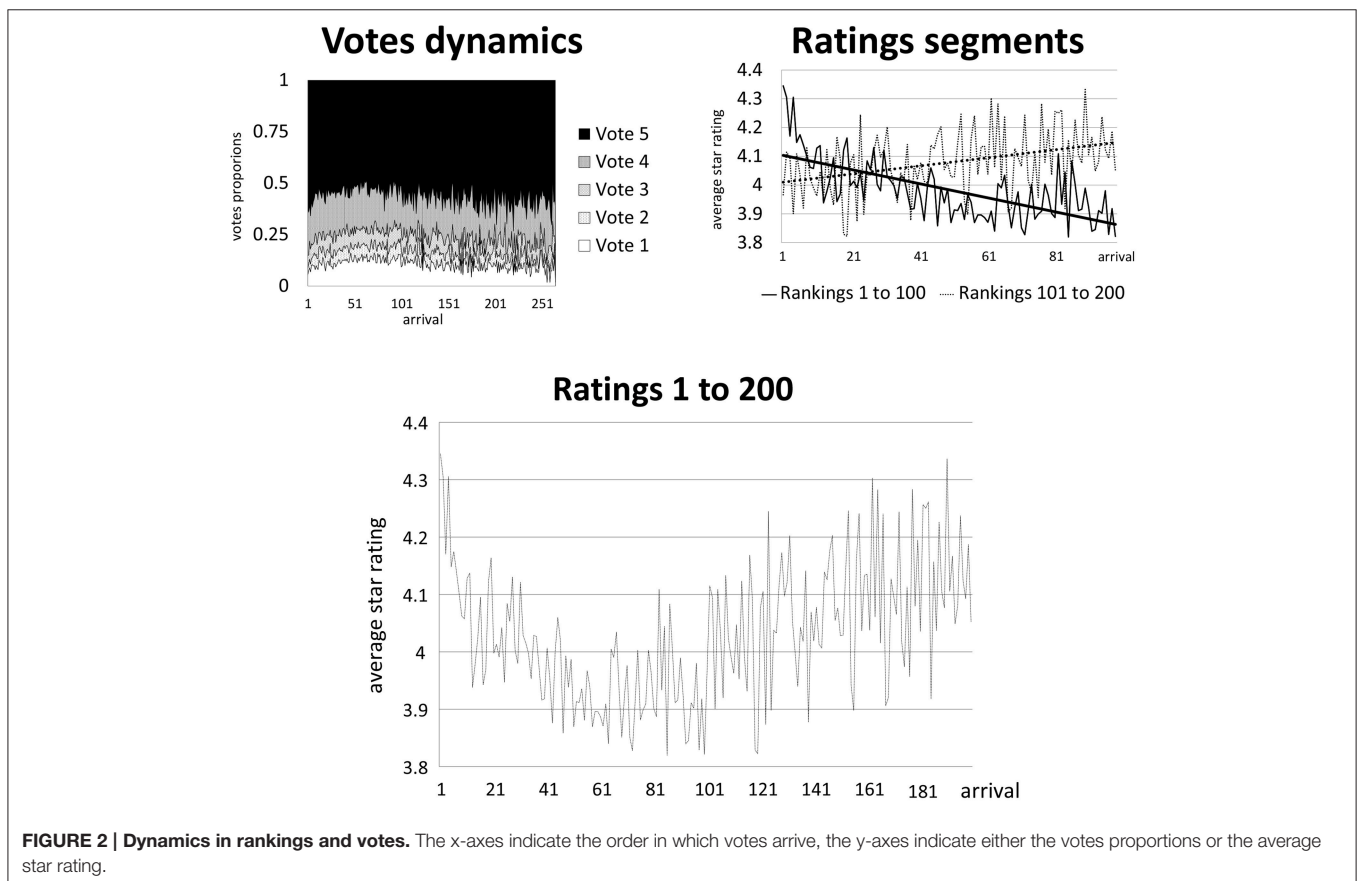 Votes dynamics
1
0.75
0.5
0.25
0
votes proporions
1 51 101 151 201 251
arrival
Vote 5
Vote 4
Vote 3
Vote 2
Vote 1
Ratings segments
4.4
4.3
4.2
4.1
4
3.9
3.8
average star rating
1 21 41 61 81 arrival
Rankings 1 to 100 Rankings 101 to 200
Ratings 1 to 200
4.4
4.3
4.2
4.1
4
3.9
3.8
average star rating
1 21 41 61 81 101 121 141 161 181 arrival
FIGURE 2 | Dynamics in rankings and votes. The x-axes indicate the order in which votes arrive, the y-axes indicate either the votes proportions or the average
star rating.